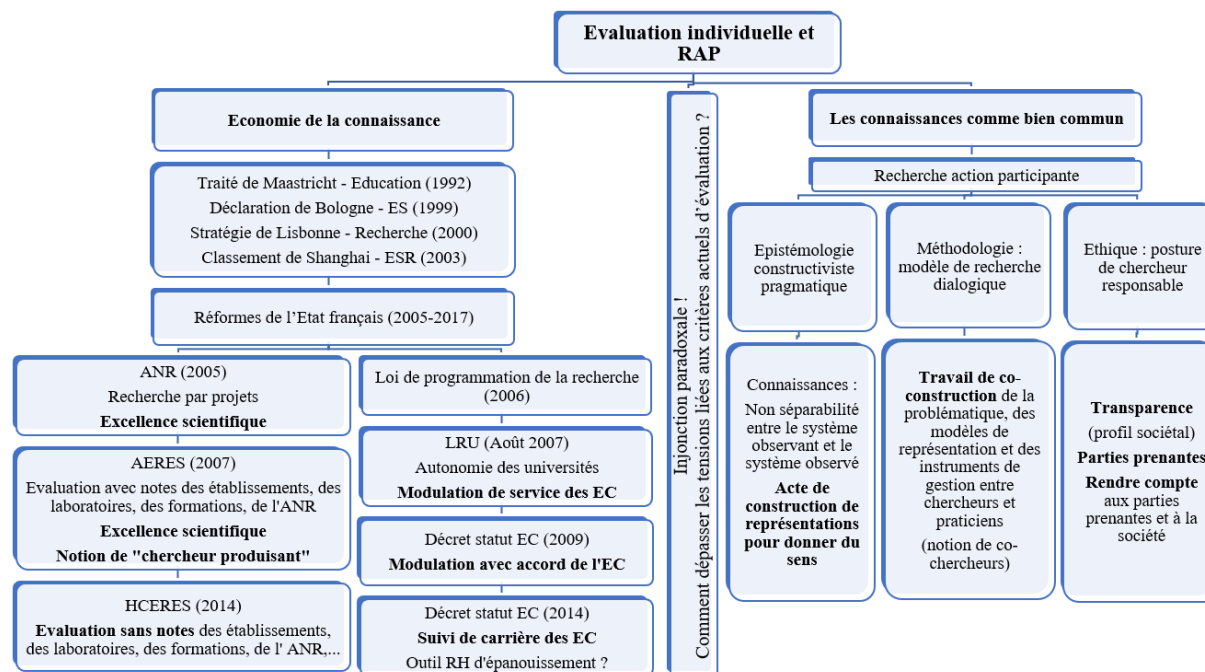 Evaluation individuelle et
RAP
Economie de la connaissance
Traité de Maastricht - Education (1992)
Déclaration de Bologne - ES (1999)
Stratégie de Lisbonne - Recherche (2000)
Classement de Shanghai - ESR (2003)
Réformes de l'Etat français (2005-2017)
ANR (2005)
Recherche par projets
Excellence scientifique
AERES (2007)
Evaluation avec notes des établissements, des
laboratoires, des formations, de l'ANR
Excellence scientifique
Notion de "chercheur produisant"
HCERES (2014)
Evaluation sans notes des établissements,
des laboratoires, des formations, de l' ANR,...
Loi de programmation de la recherche
(2006)
LRU (Août 2007)
Autonomie des universités
Modulation de service des EC
Décret statut EC (2009)
Modulation avec accord de l'EC
Décret statut EC (2014)
Suivi de carrière des EC
Outil RH d'épanouissement ?
Injonction paradoxale !
Comment dépasser les tensions liées aux critères actuels d'évaluation ?
Les connaissances comme bien commun
Recherche action participante
Epistémologie
constructiviste
pragmatique
Connaissances :
Non séparabilité
entre le système
observant et le
système observé
Acte de
construction de
représentations
pour donner du
sens
Méthodologie :
modèle de recherche
dialogique
Travail de co-
construction de la
problématique, des
modèles de
représentation et des
instruments de
gestion entre
chercheurs et
praticiens
(notion de co-
chercheurs)
Ethique : posture
de chercheur
responsable
Transparence
(profil sociétal)
Parties prenantes
Rendre compte
aux parties
prenantes et à la
société